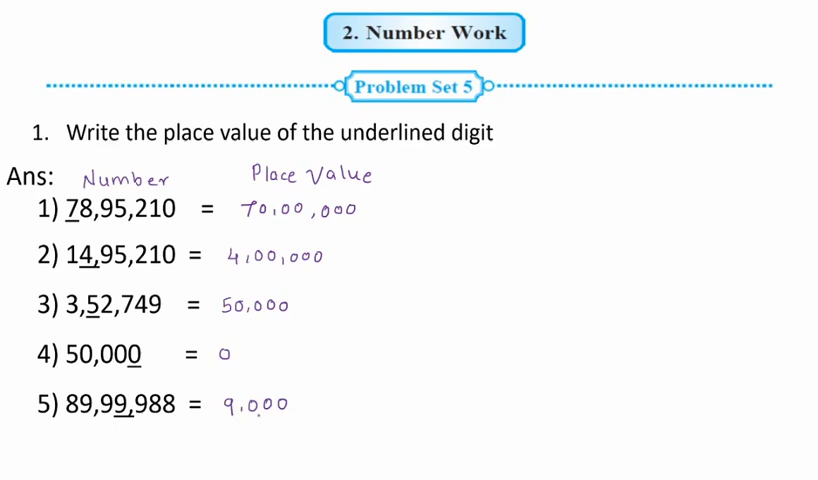 2. Number Work
Problem Set 5
1. Write the place value of the underlined digit
Ans: Number Place Value
1) 78,95,210 = 70,00,000
2) 14,95,210 = 4,00,000
3) 3,52,749 = 50,000
4) 50,000 = 0
5) 89,99,988 = 9,000